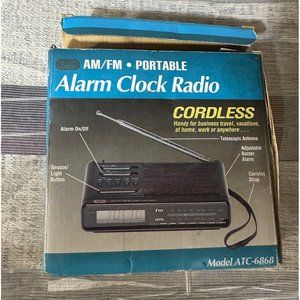 AM/FM • PORTABLE
Alarm Clock Radio
CORDLESS
Handy for business travel, vacations,
at home, work or anywhere . . .
Telescopic Antenna
Alarm On/Off
Adjustable
Buzzer
Alarm
Snooze/
Light
Button
Carrying
Strap
Model ATC-6868